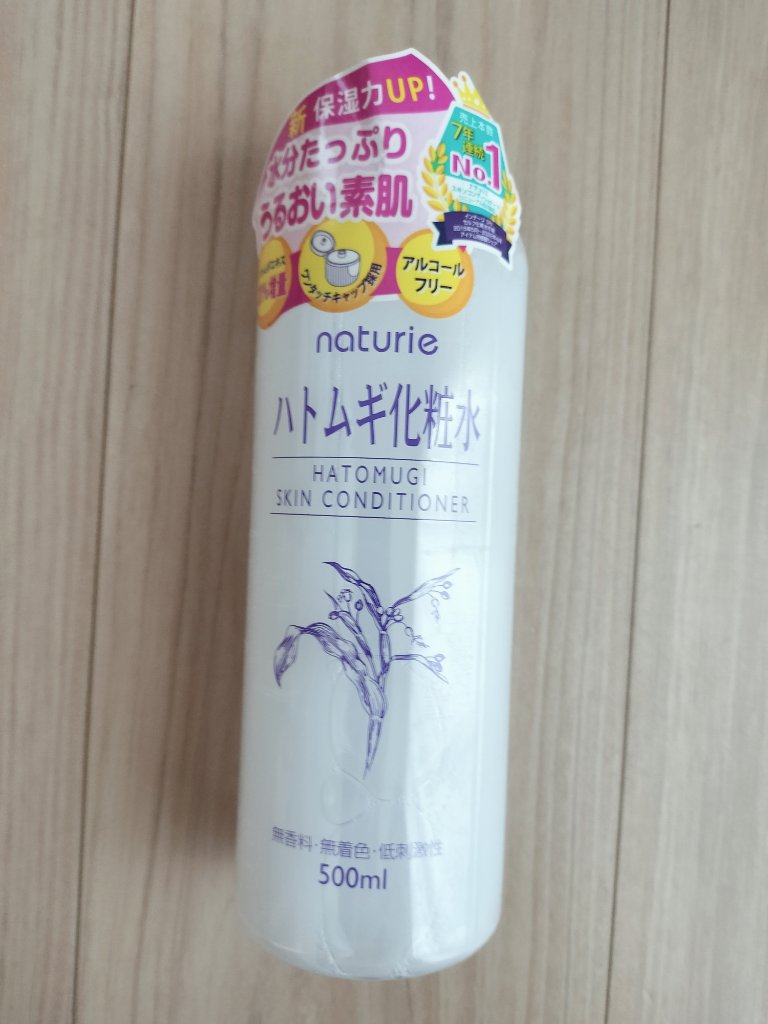 新 保湿力UP!
水分たっぷり
うるおい素肌
売上本数
7年
連続
No.1
増量
ワンタッチキャップ採用
アルコール
フリー
naturie
ハトムギ化粧水
HATOMUGI
SKIN CONDITIONER
無香料・無着色・低刺激性
500ml